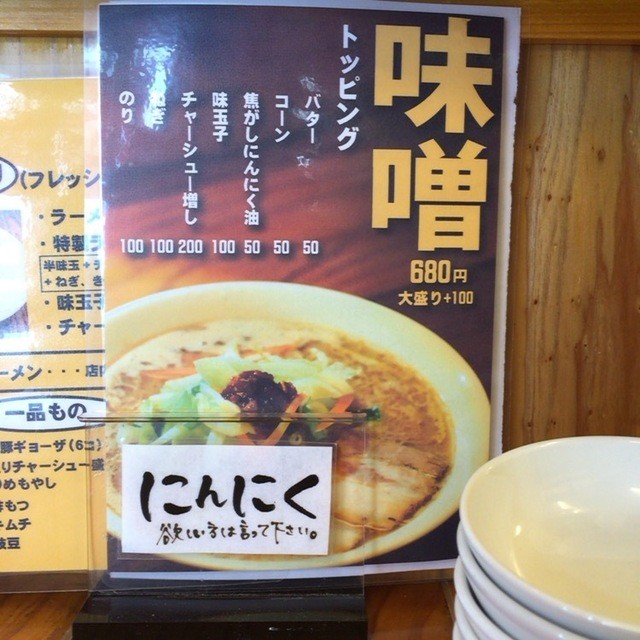 味噌
680円
大盛り+100
トッピング
バター 50
コーン 50
焦がしにんにく油 50
味玉子 100
チャーシュー増し 200
ねぎ 100
のり 100
にんにく
欲しい方は言って下さい。
(フレッシ
・ラーメ
・特製ラ
半味玉+チ
+ねぎ、き
・味玉子
・チャー
ーメン・・・店内
一品もの
豚ギョーザ(6コ)
りチャーシュー盛
めもやし
もつ
キムチ
枝豆